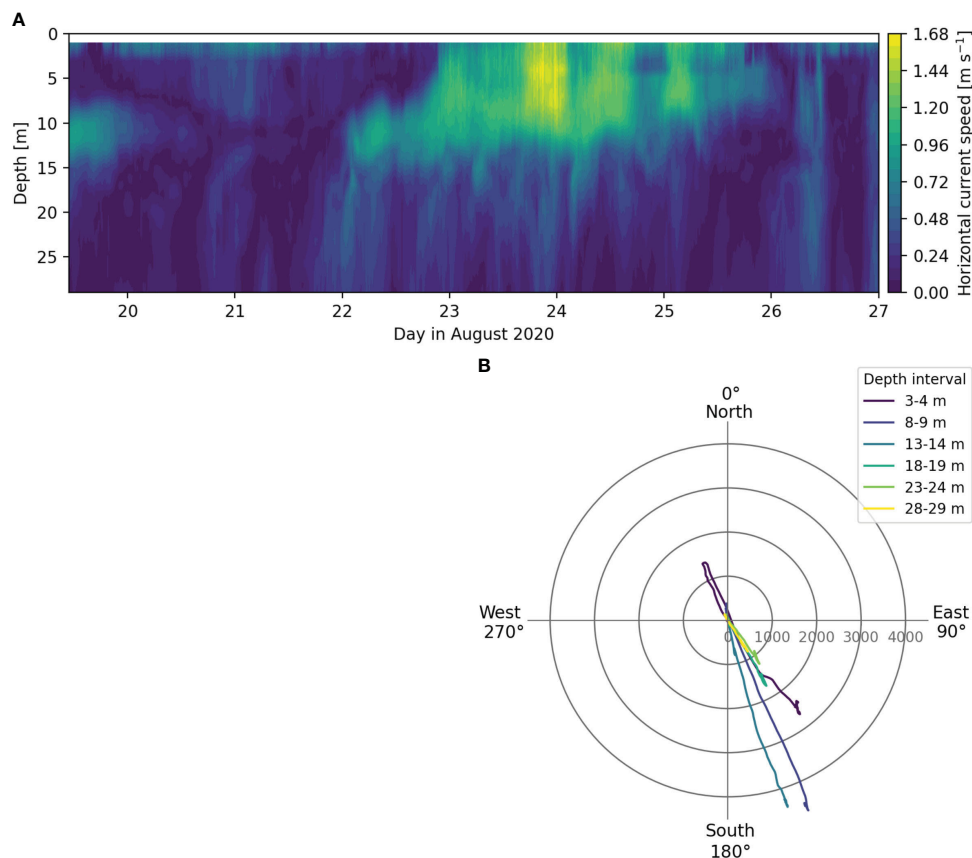 A
0
5
10
15
20
25
Depth [m]
20
21
22
23
24
25
26
27
Day in August 2020
1.68
1.44
1.20
0.96
0.72
0.48
0.24
0.00
Horizontal current speed [m s⁻¹]
B
0°
North
Depth interval
3-4 m
8-9 m
13-14 m
18-19 m
23-24 m
28-29 m
West
270°
0
1000
2000
3000
4000
East
90°
South
180°